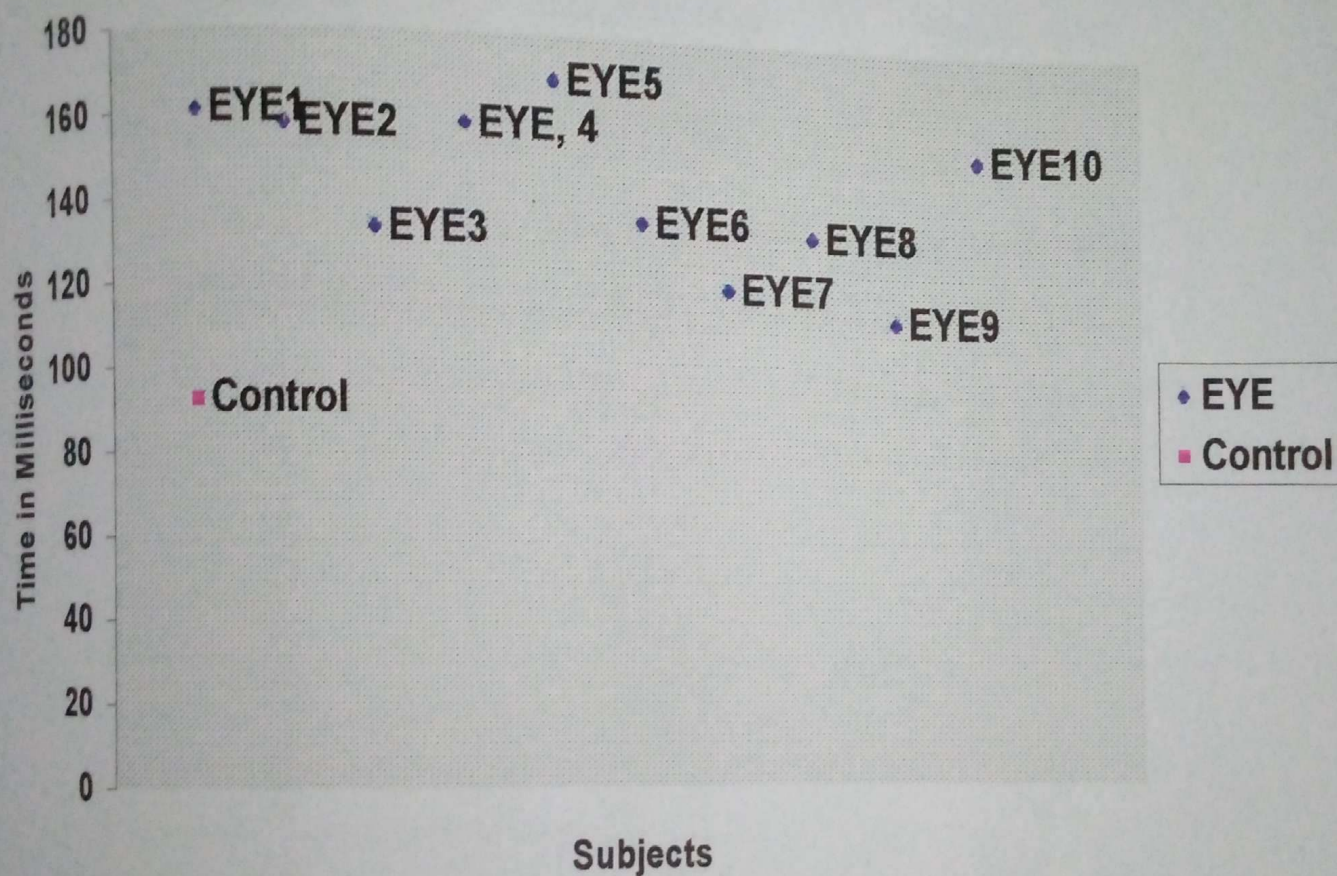 180
160
140
120
100
80
60
40
20
0
Time in Milliseconds
EYE1
EYE2
EYE3
EYE, 4
EYE5
EYE6
EYE7
EYE8
EYE9
EYE10
Control
Subjects
EYE
Control